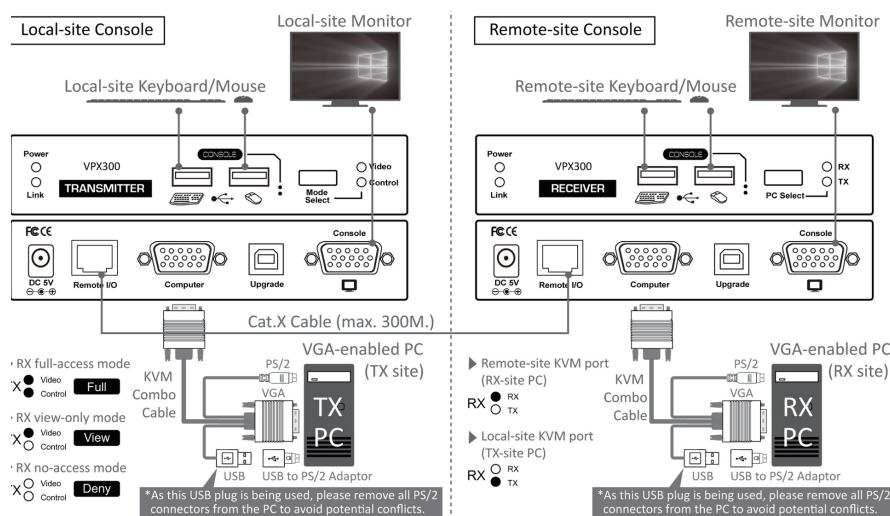 Local-site Console
Local-site Monitor
Local-site Keyboard/Mouse
Power
Link
VPX300
TRANSMITTER
CONSOLE
Mode
Select
Video
Control
FC CE
DC 5V
Remote I/O
Computer
Upgrade
Console
Remote-site Console
Remote-site Monitor
Remote-site Keyboard/Mouse
Power
Link
VPX300
RECEIVER
CONSOLE
PC Select
RX
TX
FC CE
DC 5V
Remote I/O
Computer
Upgrade
Console
Cat.X Cable (max. 300M.)
RX full-access mode
X
Video
Control
Full
RX view-only mode
X
Video
Control
View
RX no-access mode
X
Video
Control
Deny
KVM
Combo
Cable
PS/2
VGA
USB
USB to PS/2 Adaptor
VGA-enabled PC
(TX site)
TX
PC
*As this USB plug is being used, please remove all PS/2
connectors from the PC to avoid potential conflicts.
Remote-site KVM port
(RX-site PC)
RX
RX
TX
Local-site KVM port
(TX-site PC)
RX
RX
TX
KVM
Combo
Cable
PS/2
VGA
USB
USB to PS/2 Adaptor
VGA-enabled PC
(RX site)
RX
PC
*As this USB plug is being used, please remove all PS/2
connectors from the PC to avoid potential conflicts.